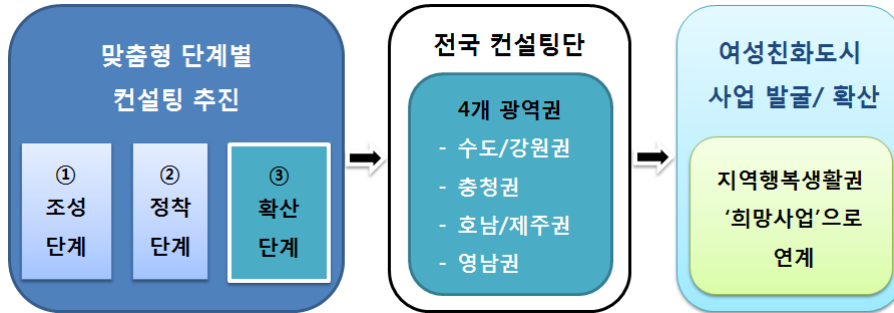 맞춤형 단계별
컨설팅 추진
①
조성
단계
②
정착
단계
③
확산
단계
전국 컨설팅단
4개 광역권
- 수도/강원권
- 충청권
- 호남/제주권
- 영남권
여성친화도시
사업 발굴/ 확산
지역행복생활권
‘희망사업’으로
연계